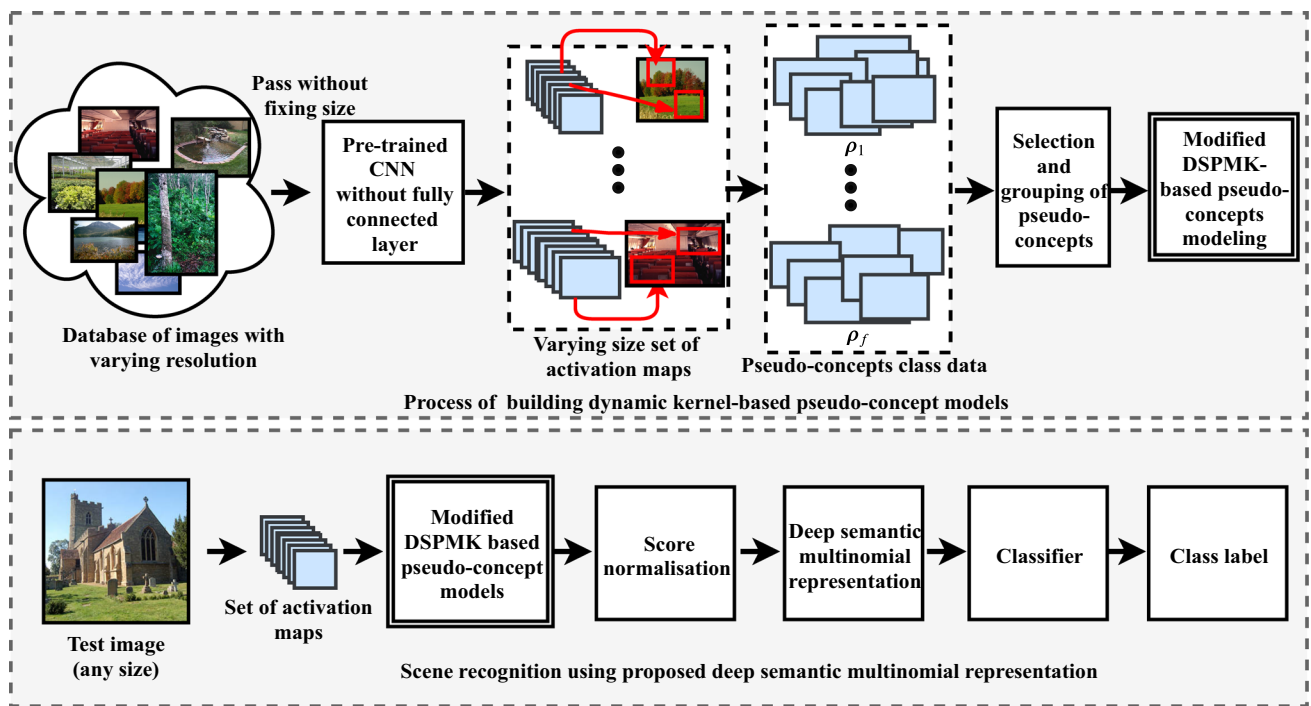 Pass without
fixing size
Database of images with
varying resolution
Pre-trained
CNN
without fully
connected
layer
Varying size set of
activation maps
ρ1
ρf
Pseudo-concepts class data
Selection
and
grouping of
pseudo-
concepts
Modified
DSPMK-
based pseudo-
concepts
modeling
Process of building dynamic kernel-based pseudo-concept models
Test image
(any size)
Set of activation
maps
Modified
DSPMK based
pseudo-concept
models
Score
normalisation
Deep semantic
multinomial
representation
Classifier
Class label
Scene recognition using proposed deep semantic multinomial representation